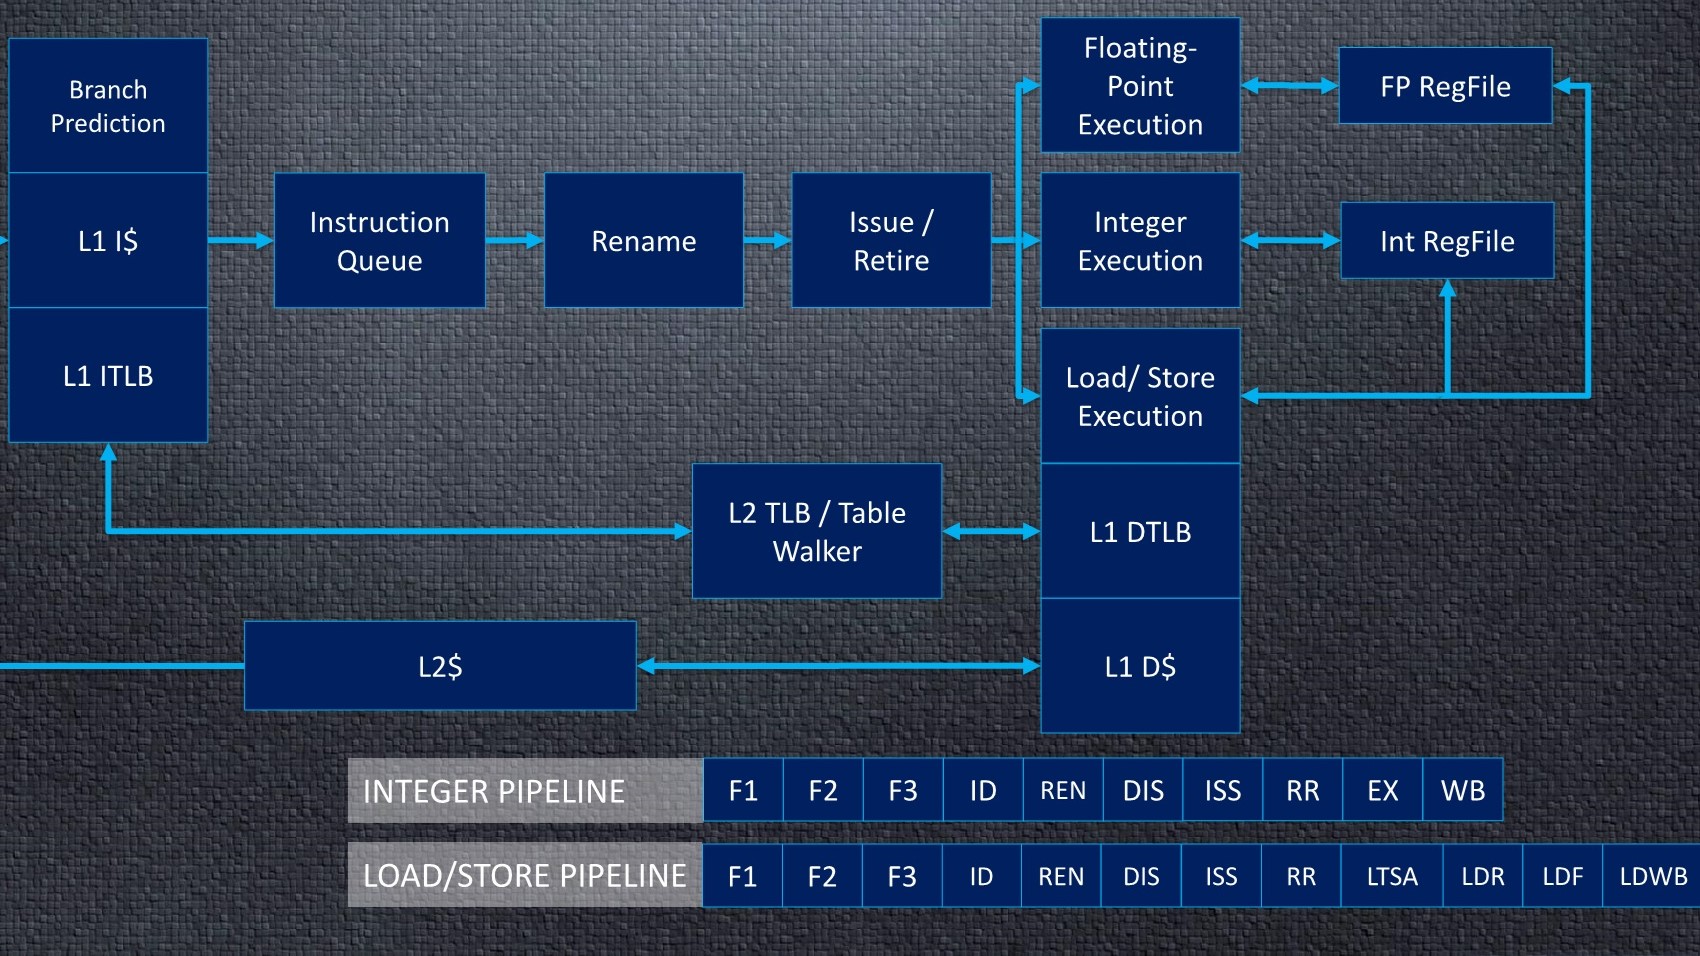 Branch
Prediction
L1 I$
L1 ITLB
Instruction
Queue
Rename
Issue /
Retire
Floating-
Point
Execution
FP RegFile
Integer
Execution
Int RegFile
Load/ Store
Execution
L2 TLB / Table
Walker
L1 DTLB
L2$
L1 D$
INTEGER PIPELINE F1 F2 F3 ID REN DIS ISS RR EX WB
LOAD/STORE PIPELINE F1 F2 F3 ID REN DIS ISS RR LTSA LDR LDF LDWB